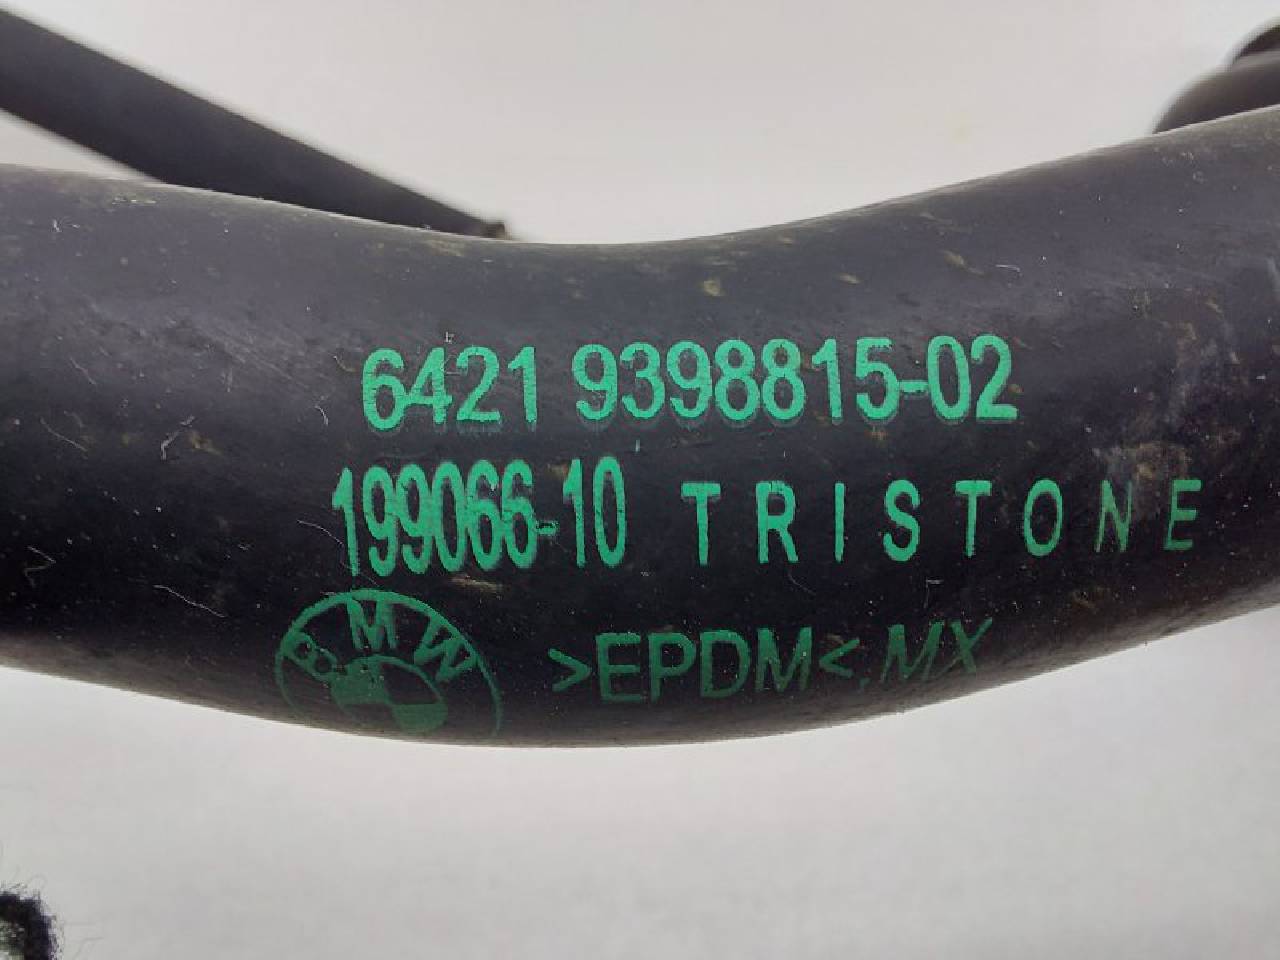 6421 9398815-02
199066-10 TRISTONE
BMW >EPDM<,MX